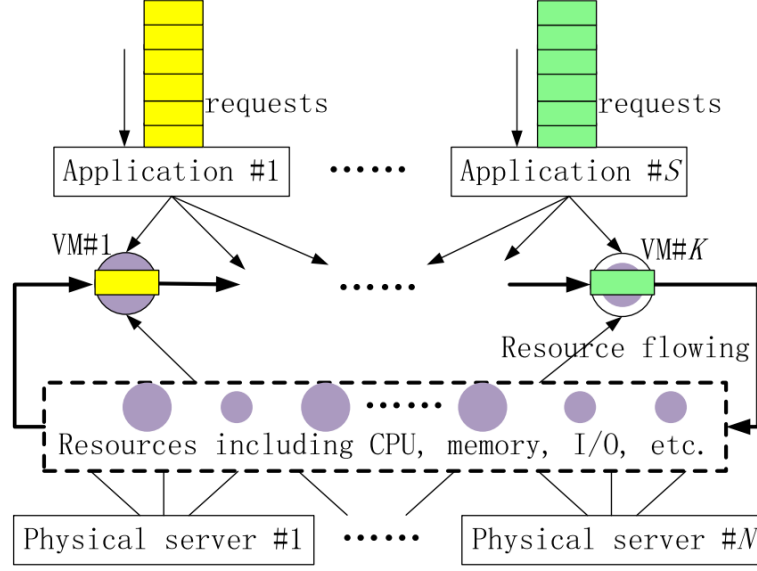 requests
requests
Application #1
······
Application #S
VM#1
VM#K
······
Resource flowing
······
Resources including CPU, memory, I/O, etc.
Physical server #1
······
Physical server #N